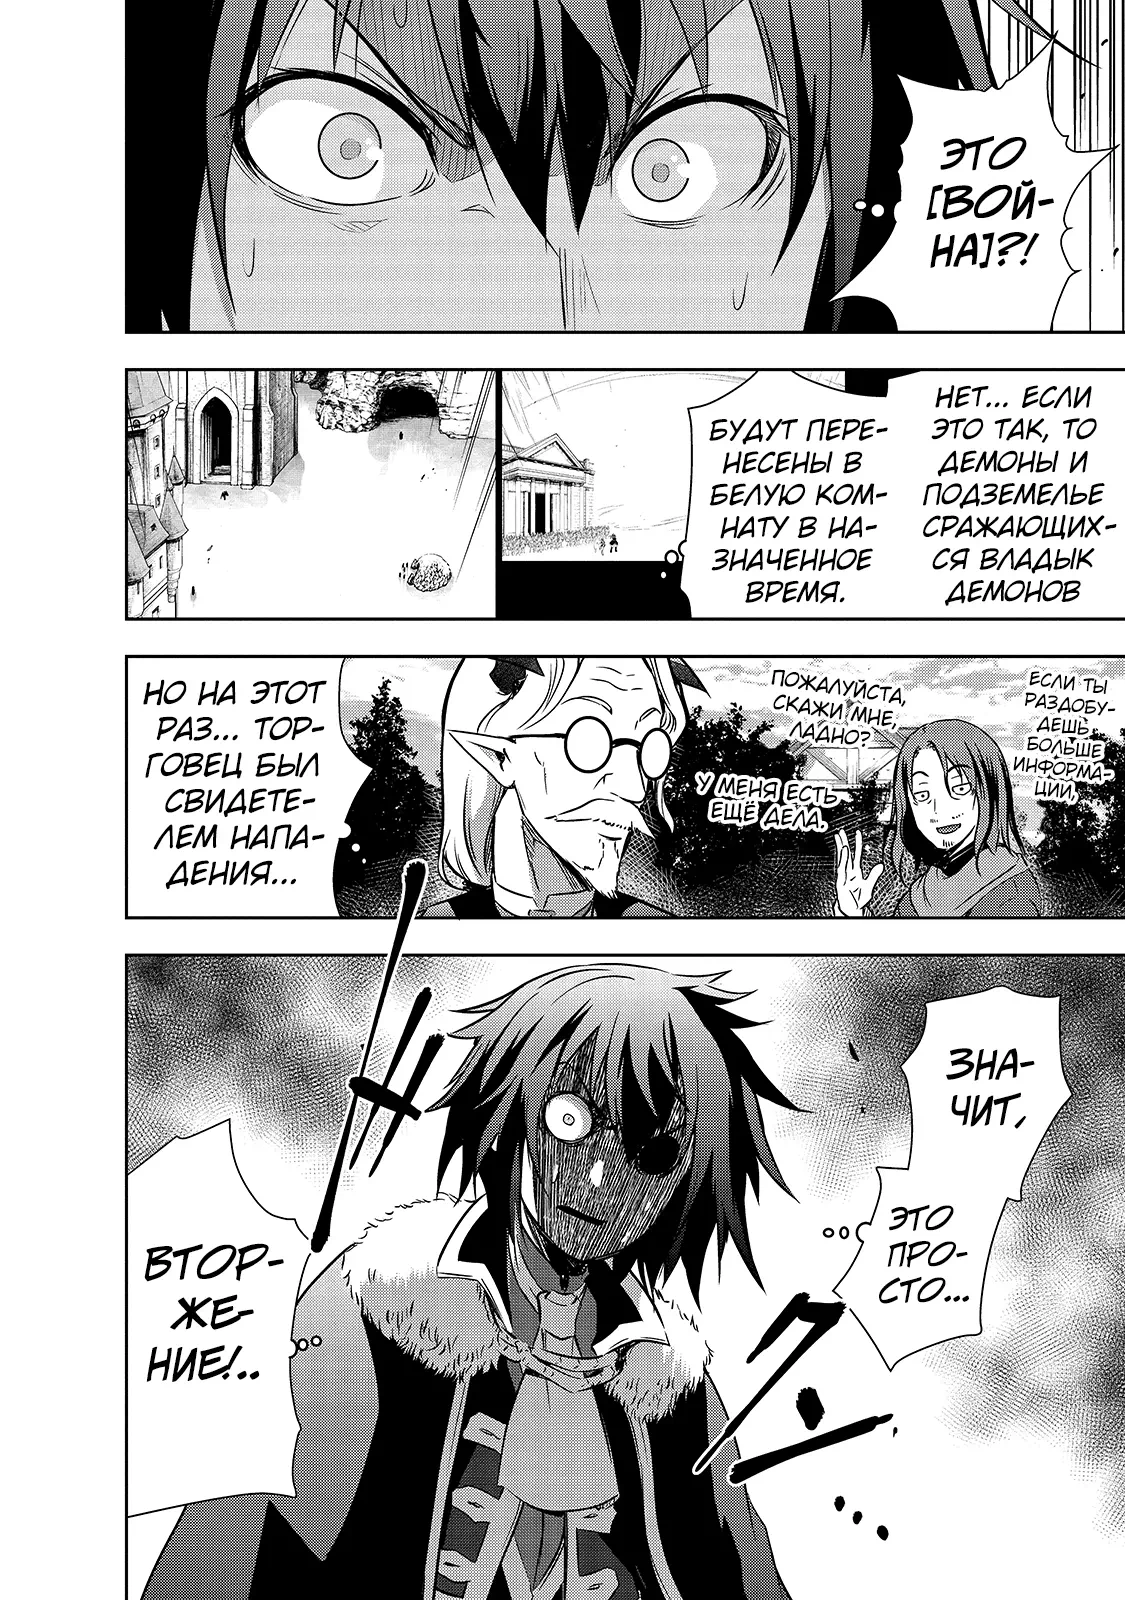 ЭТО
[ВОЙ-
НА]?!
НЕТ... ЕСЛИ
ЭТО ТАК, ТО
ДЕМОНЫ И
ПОДЗЕМЕЛЬЕ
СРАЖАЮЩИХ-
СЯ ВЛАДЫК
ДЕМОНОВ
БУДУТ ПЕРЕ-
НЕСЕНЫ В
БЕЛУЮ КОМ-
НАТУ В НА-
ЗНАЧЕННОЕ
ВРЕМЯ.
ЕСЛИ ТЫ
РАЗДОБУ-
ДЕШЬ
БОЛЬШЕ
ИНФОРМА-
ЦИИ,
ПОЖАЛУЙСТА,
СКАЖИ МНЕ,
ЛАДНО?
У МЕНЯ ЕСТЬ
ЕЩЁ ДЕЛА.
НО НА ЭТОТ
РАЗ... ТОР-
ГОВЕЦ БЫЛ
СВИДЕТЕ-
ЛЕМ НАПА-
ДЕНИЯ...
ЗНА-
ЧИТ,
ЭТО
ПРО-
СТО...
ВТОР-
ЖЕ-
НИЕ!..